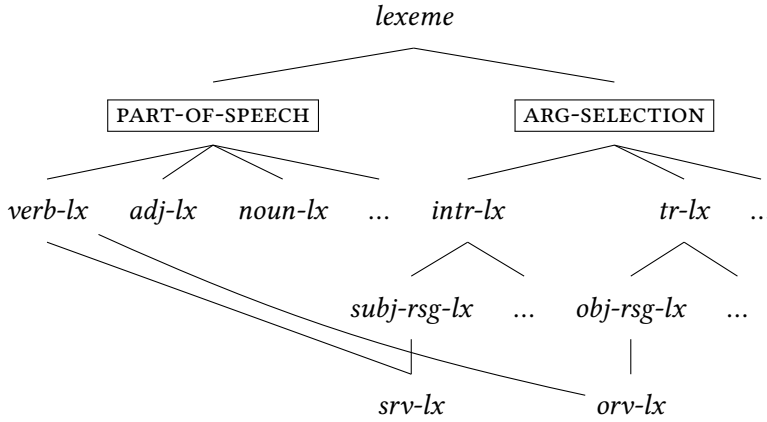 lexeme
PART-OF-SPEECH ARG-SELECTION
verb-lx adj-lx noun-lx ... intr-lx tr-lx ..
subj-rsg-lx ... obj-rsg-lx ...
srv-lx orv-lx